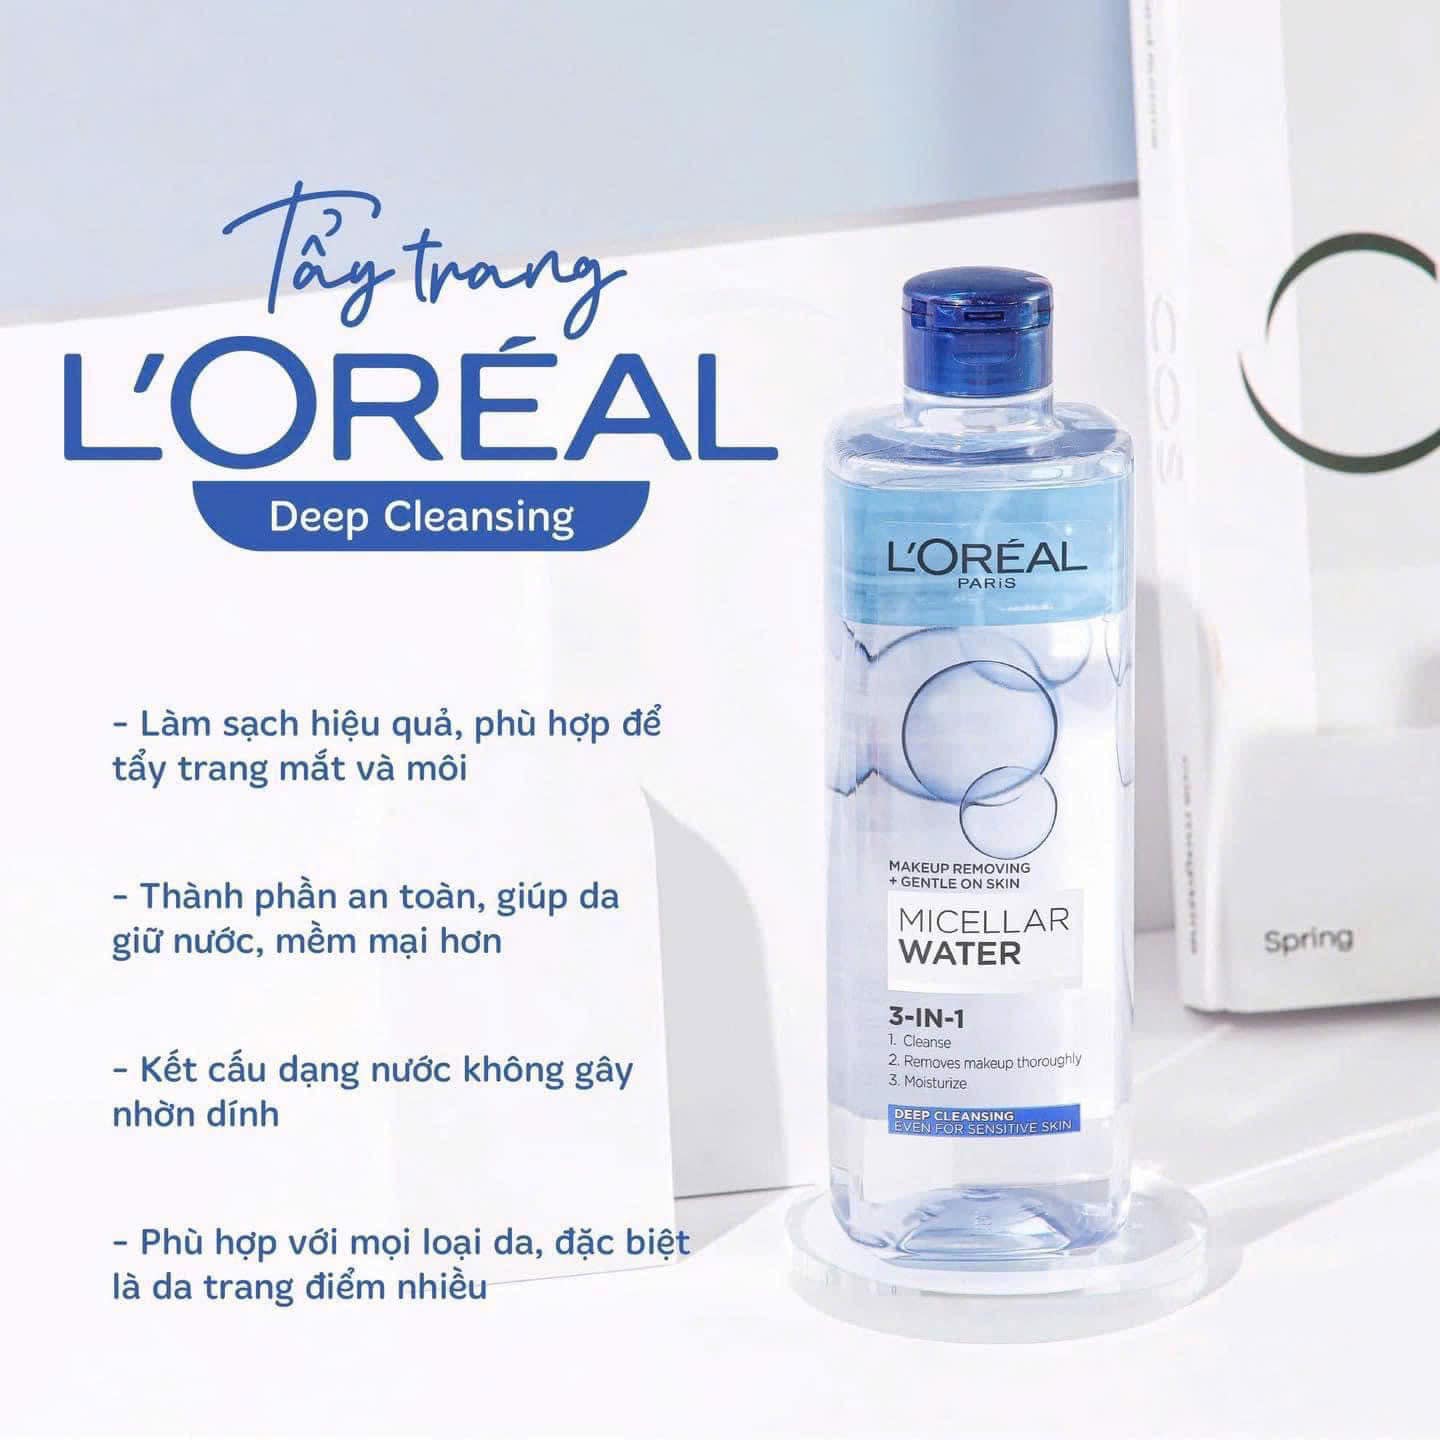 Tẩy trang
L'ORÉAL
Deep Cleansing
- Làm sạch hiệu quả, phù hợp để
tẩy trang mắt và môi
- Thành phần an toàn, giúp da
giữ nước, mềm mại hơn
- Kết cấu dạng nước không gây
nhờn dính
- Phù hợp với mọi loại da, đặc biệt
là da trang điểm nhiều
L'ORÉAL
PARiS
MAKEUP REMOVING
+ GENTLE ON SKIN
MICELLAR
WATER
3-IN-1
1. Cleanse
2. Removes makeup thoroughly
3. Moisturize
DEEP CLEANSING
EVEN FOR SENSITIVE SKIN
COS
Spring